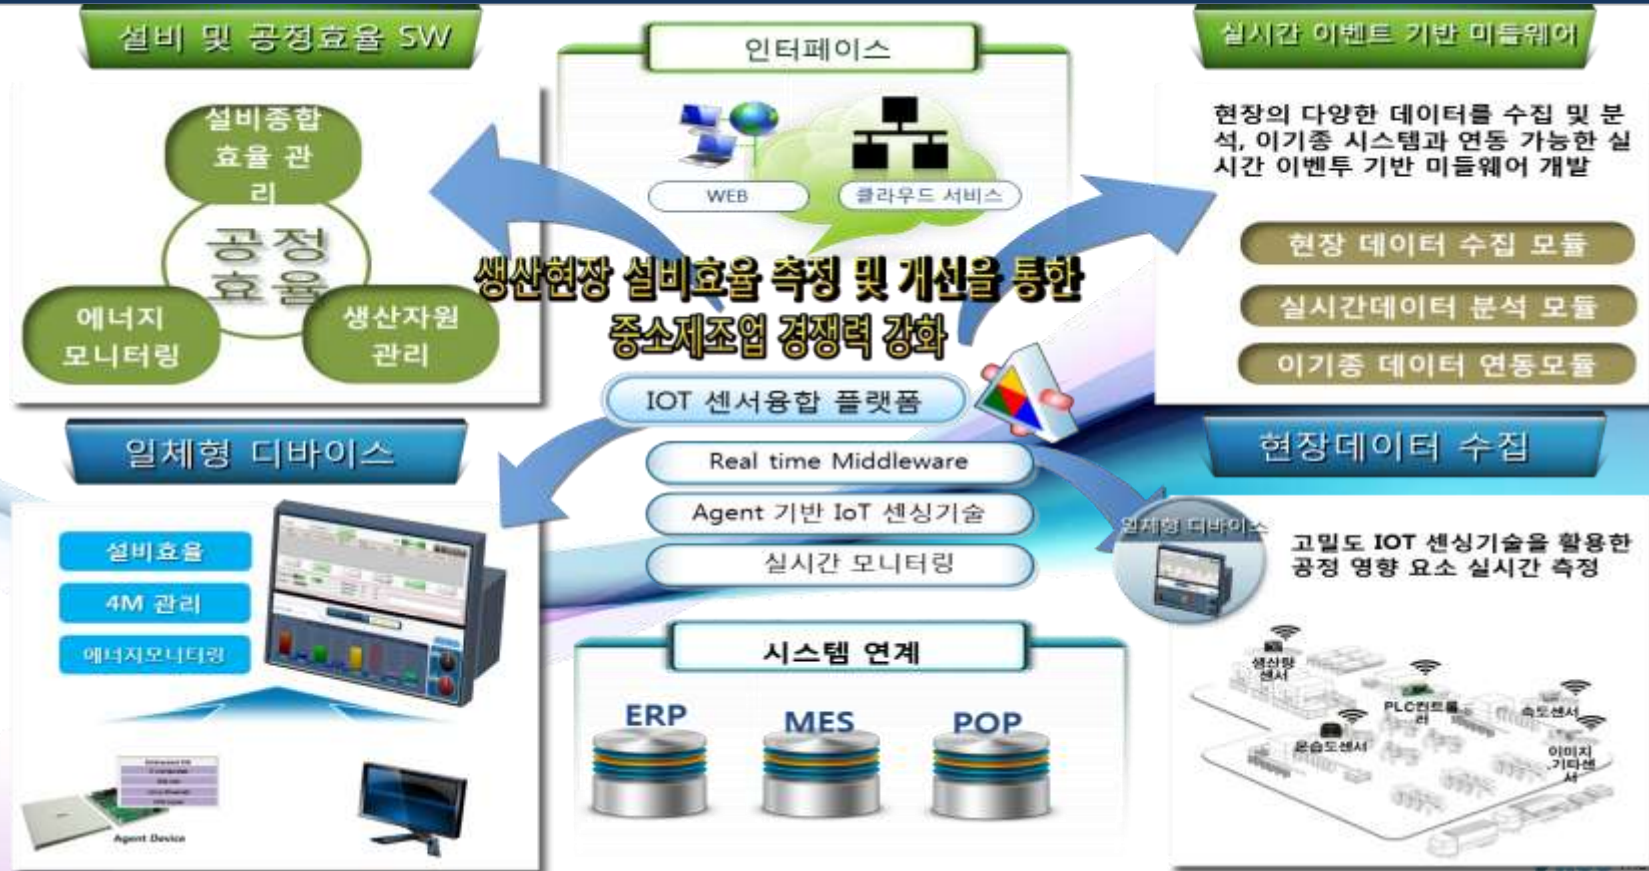 설비 및 공정효율 SW
설비종합
효율 관
리
공정
효율
에너지
모니터링
생산자원
관리
인터페이스
WEB
클라우드 서비스
실시간 이벤트 기반 미들웨어
현장의 다양한 데이터를 수집 및 분
석, 이기종 시스템과 연동 가능한 실
시간 이벤투 기반 미들웨어 개발
현장 데이터 수집 모듈
실시간데이터 분석 모듈
이기종 데이터 연동모듈
생산현장 설비효율 측정 및 개선을 통한
중소제조업 경쟁력 강화
IOT 센서융합 플랫폼
Real time Middleware
Agent 기반 IoT 센싱기술
실시간 모니터링
일체형 디바이스
설비효율
4M 관리
에너지모니터링
Agent Device
시스템 연계
ERP
MES
POP
현장데이터 수집
일체형 디바이스
고밀도 IOT 센싱기술을 활용한
공정 영향 요소 실시간 측정
생산량
센서
PLC컨트롤
러
속도센서
온습도센서
이미지
.기타센
서